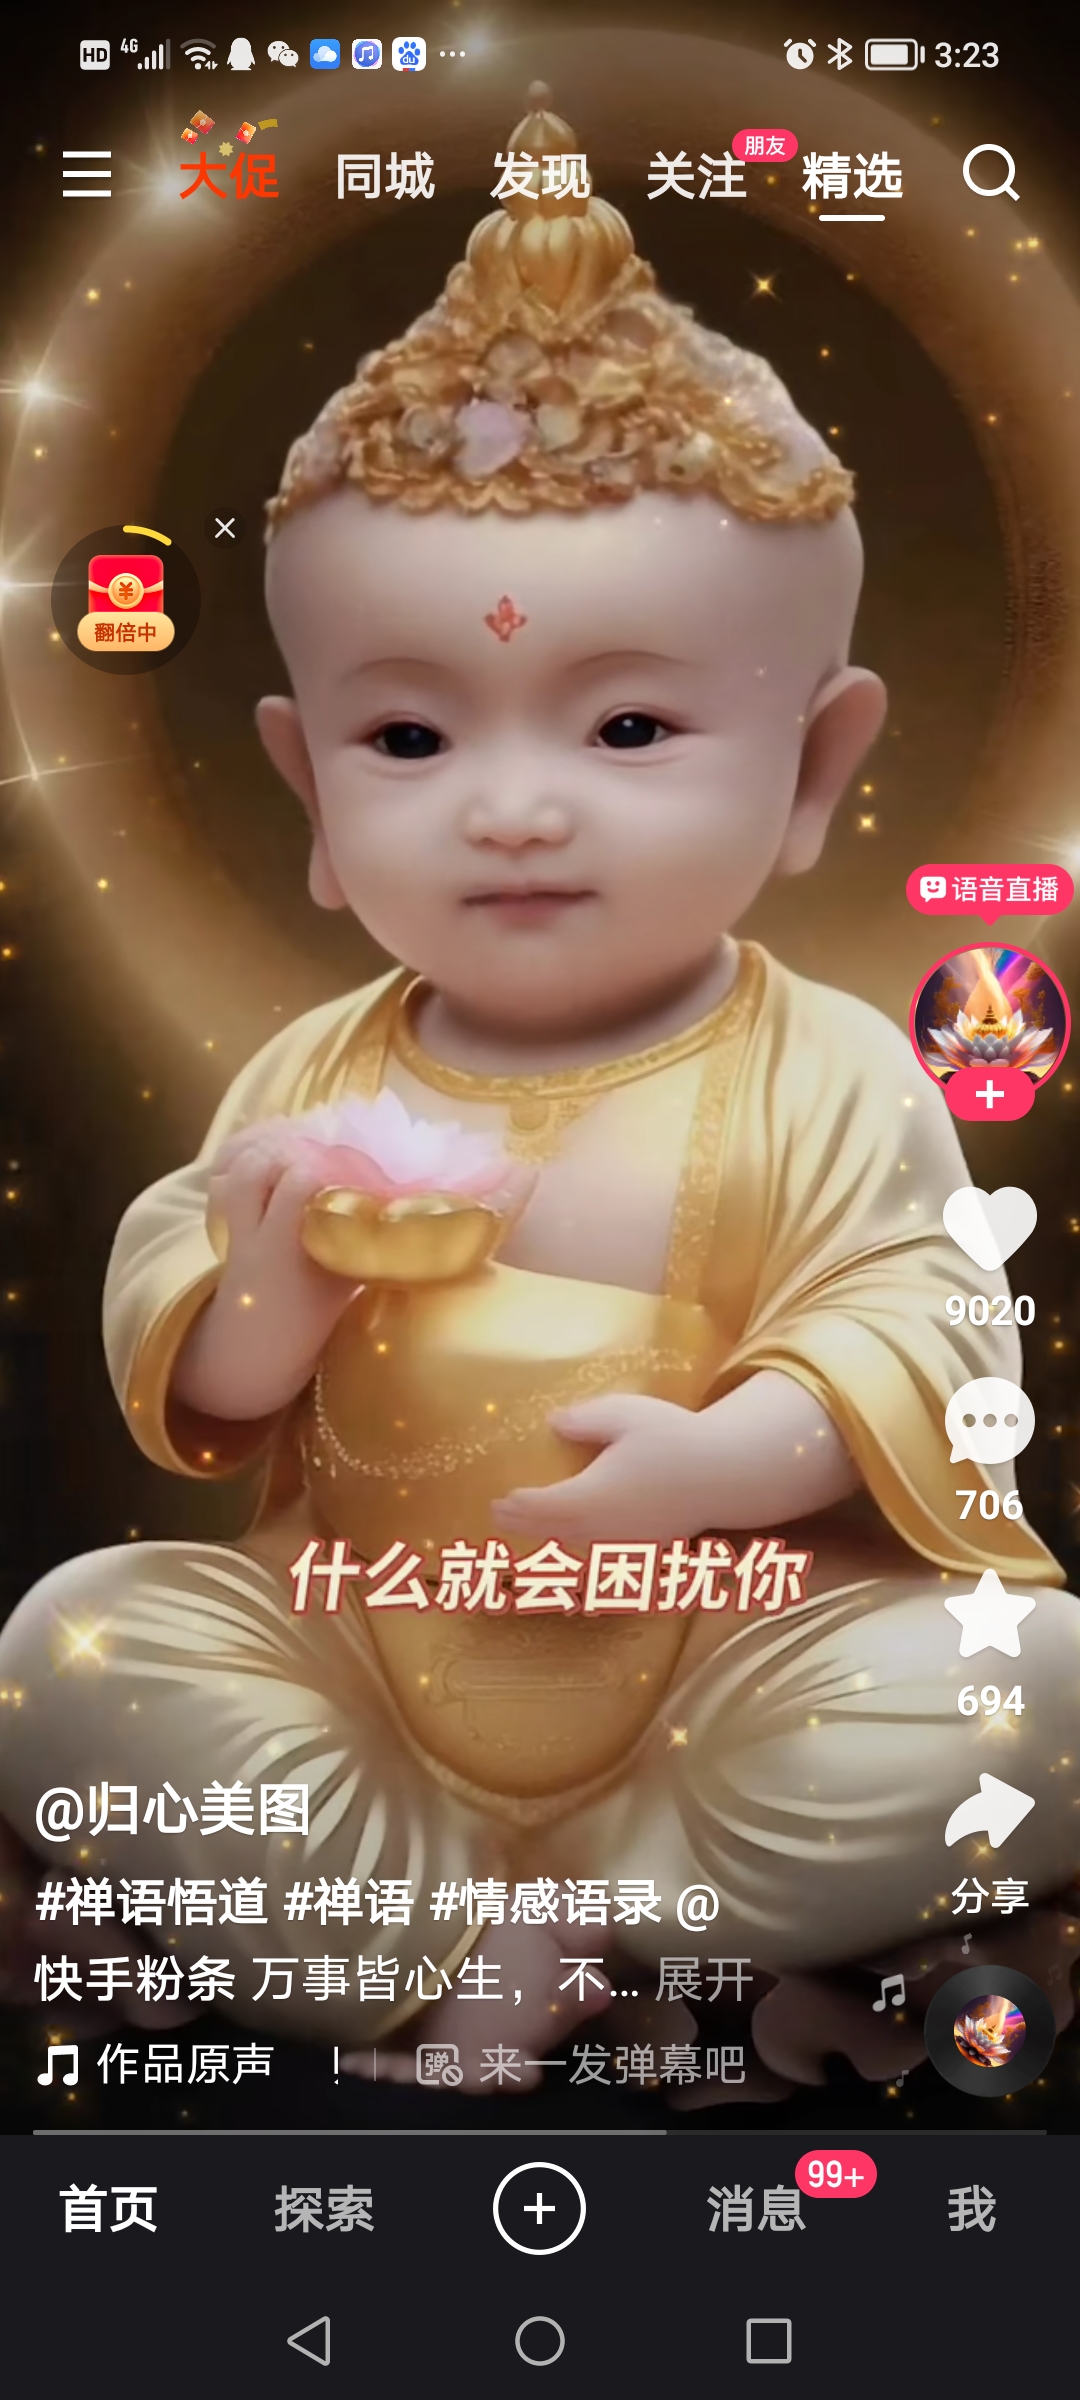 HD 4G 3:23
大促 同城 发现 关注 朋友 精选
翻倍中
语音直播
9020
706
什么就会困扰你
694
@归心美图
分享
#禅语悟道 #禅语 #情感语录 @
快手粉条 万事皆心生，不... 展开
作品原声 弹 来一发弹幕吧
首页 探索 消息 99+ 我